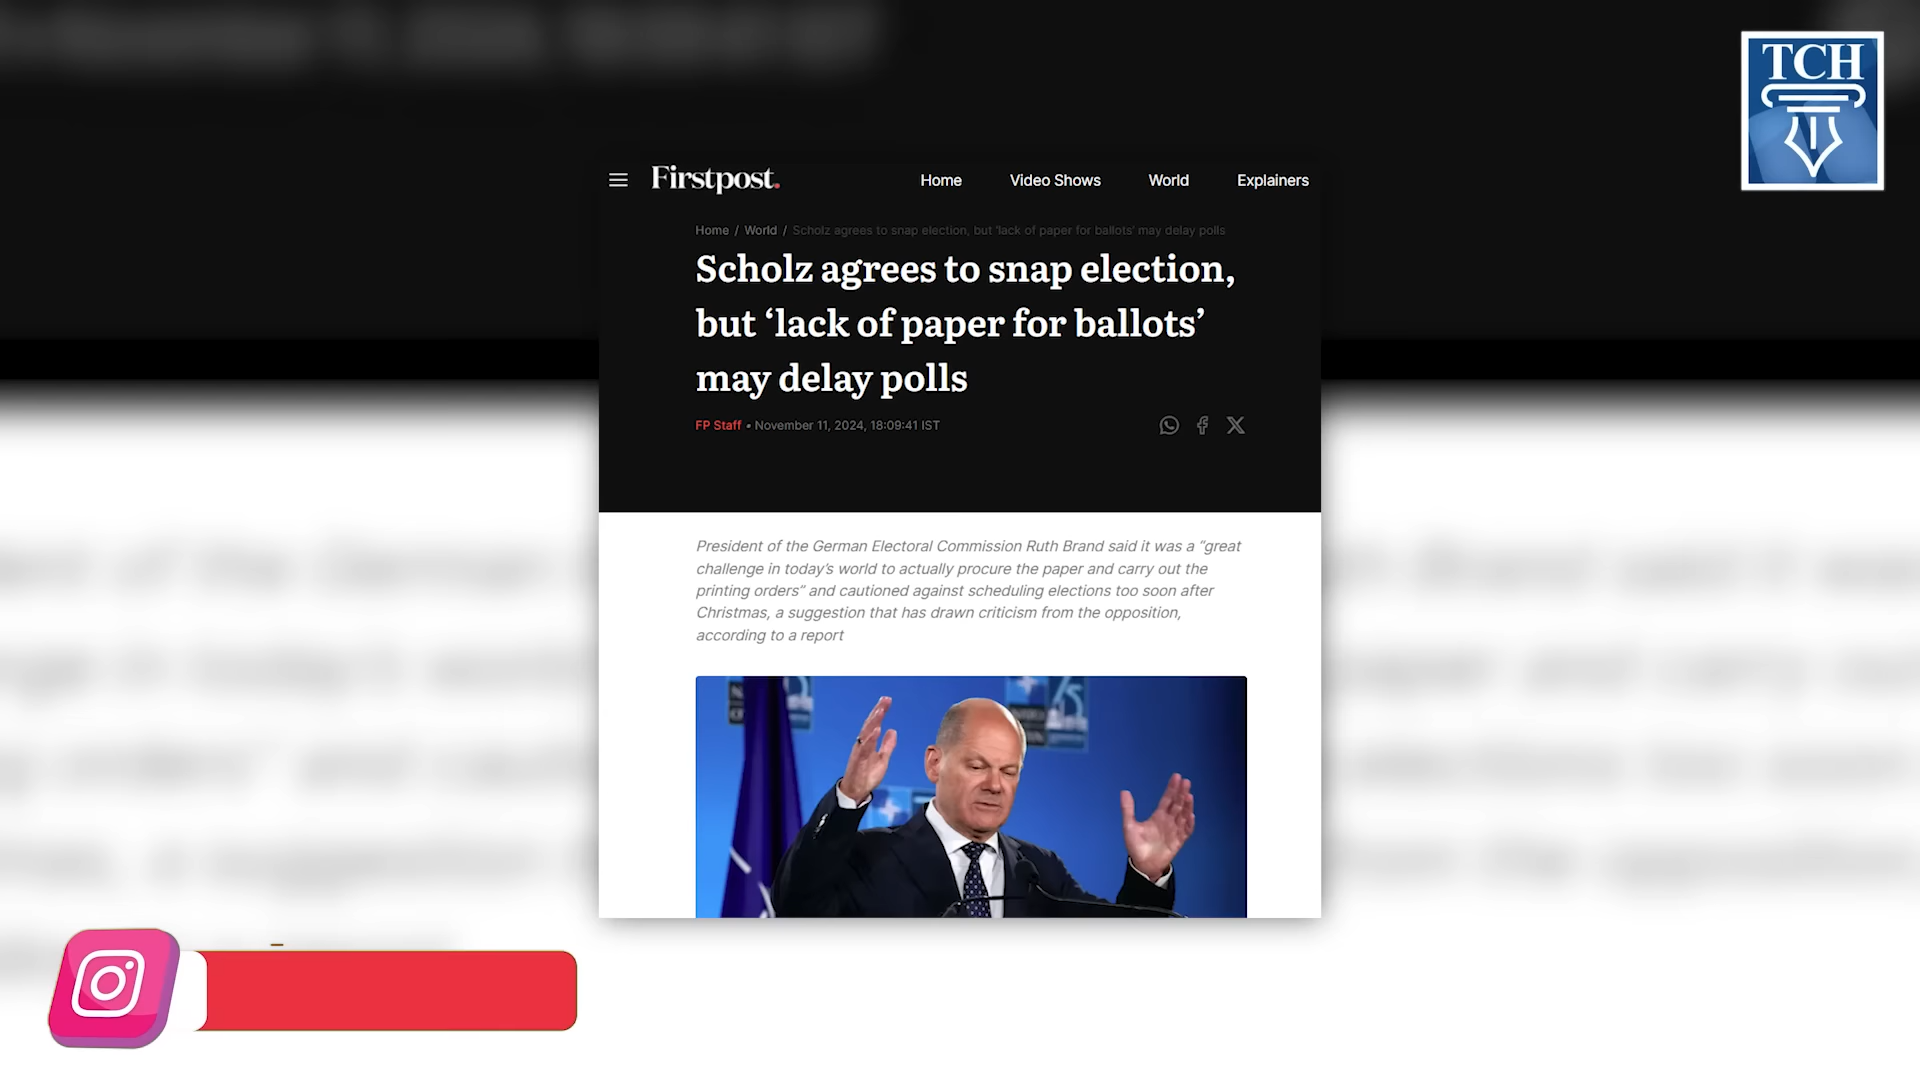 TCH
Firstpost.
Home
Video Shows
World
Explainers
Home / World / Scholz agrees to snap election, but ‘lack of paper for ballots’ may delay polls
Scholz agrees to snap election,
but ‘lack of paper for ballots’
may delay polls
FP Staff • November 11, 2024, 18:09:41 IST
President of the German Electoral Commission Ruth Brand said it was a "great
challenge in today’s world to actually procure the paper and carry out the
printing orders” and cautioned against scheduling elections too soon after
Christmas, a suggestion that has drawn criticism from the opposition,
according to a report